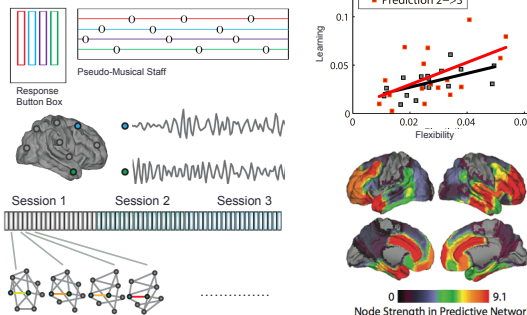 Response
Button Box
Pseudo-Musical Staff
Session 1
Session 2
Session 3
Prediction 2->3
Learning
0.1
0.05
0
0
0.02
0.04
Flexibility
0
9.1
Node Strength in Predictive Networ